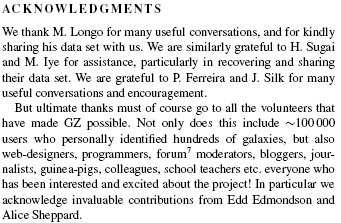 ACKNOWLEDGMENTS
We thank M. Longo for many useful conversations, and for kindly
sharing his data set with us. We are similarly grateful to H. Sugai
and M. Iye for assistance, particularly in recovering and sharing
their data set. We are grateful to P. Ferreira and J. Silk for many
useful conversations and encouragement.
But ultimate thanks must of course go to all the volunteers that
have made GZ possible. Not only does this include ∼100 000
users who personally identified hundreds of galaxies, but also
web-designers, programmers, forum⁷ moderators, bloggers, jour-
nalists, guinea-pigs, colleagues, school teachers etc. everyone who
has been interested and excited about the project! In particular we
acknowledge invaluable contributions from Edd Edmondson and
Alice Sheppard.